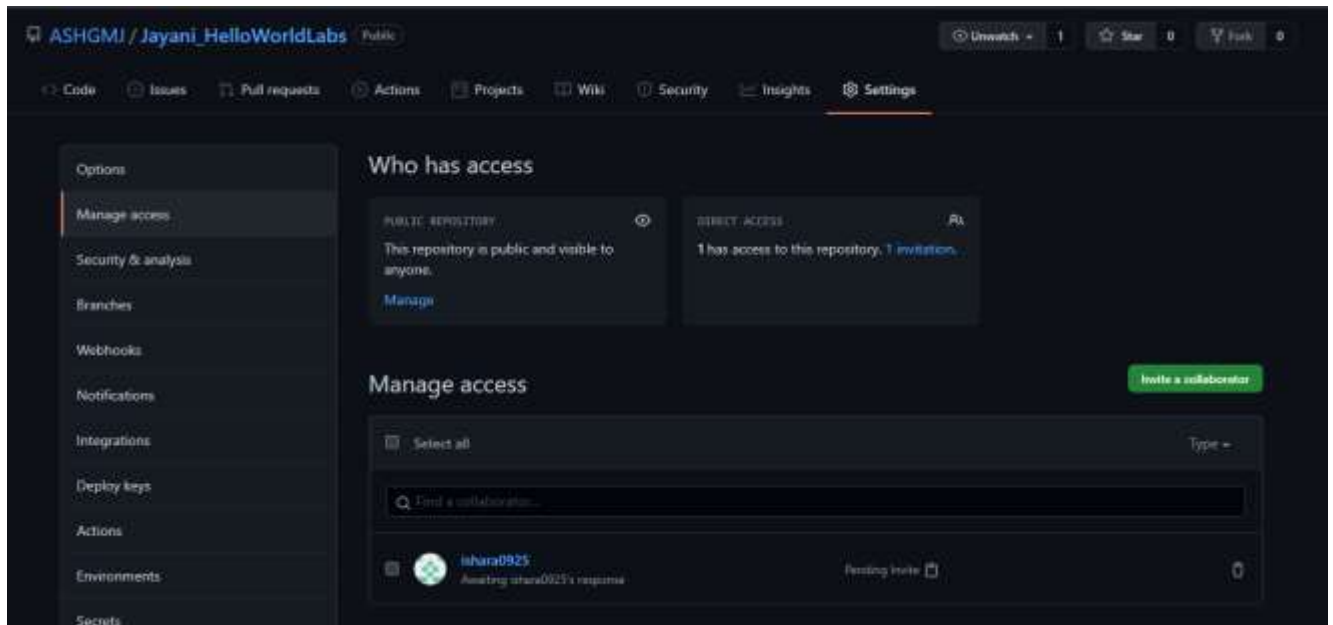 ASHGMJ / Jayani_HelloWorldLabs Public
Unwatch 1 Star 0 Fork 0
Code Issues Pull requests Actions Projects Wiki Security Insights Settings
Options
Manage access
Security & analysis
Branches
Webhooks
Notifications
Integrations
Deploy keys
Actions
Environments
Secrets
Who has access
PUBLIC REPOSITORY
This repository is public and visible to
anyone.
Manage
DIRECT ACCESS
1 has access to this repository. 1 invitation.
Manage access
Invite a collaborator
Select all
Type
Find a collaborator...
ishara0925
Awaiting ishara0925's response
Pending Invite